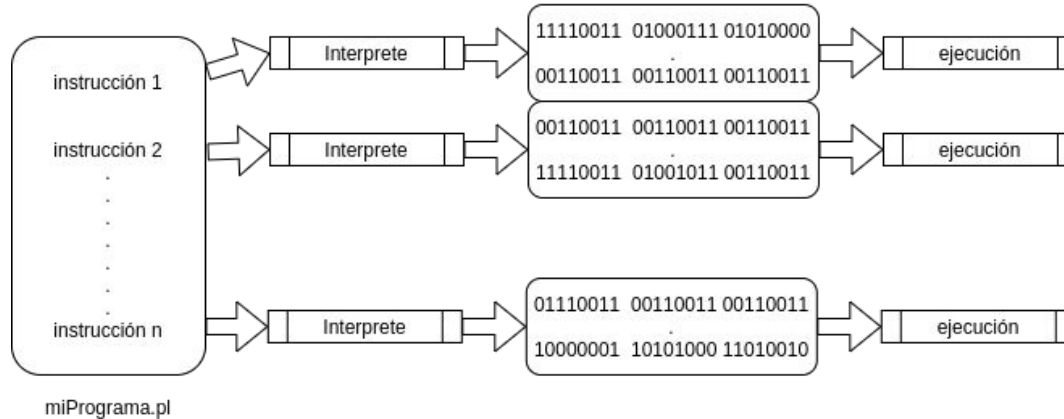 instrucción 1
Interprete
11110011 01000111 01010000
.
00110011 00110011 00110011
ejecución
instrucción 2
Interprete
00110011 00110011 00110011
.
11110011 01001011 00110011
ejecución
.
.
.
.
.
.
.
instrucción n
Interprete
01110011 00110011 00110011
.
10000001 10101000 11010010
ejecución
miPrograma.pl